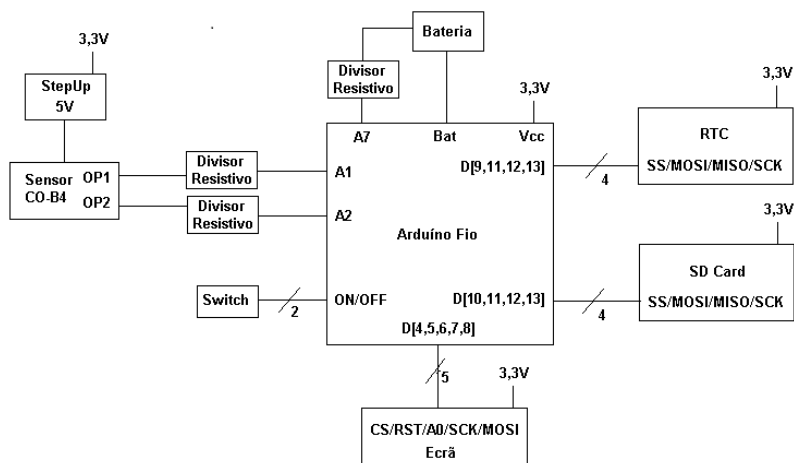 3,3V
StepUp
5V
Sensor
CO-B4
OP1
OP2
Divisor
Resistivo
Divisor
Resistivo
Switch
2
Bateria
Divisor
Resistivo
3,3V
A7
Bat
Vcc
A1
A2
D[9,11,12,13]
Arduíno Fio
ON/OFF
D[10,11,12,13]
D[4,5,6,7,8]
4
3,3V
RTC
SS/MOSI/MISO/SCK
4
3,3V
SD Card
SS/MOSI/MISO/SCK
5
3,3V
CS/RST/A0/SCK/MOSI
Ecrã